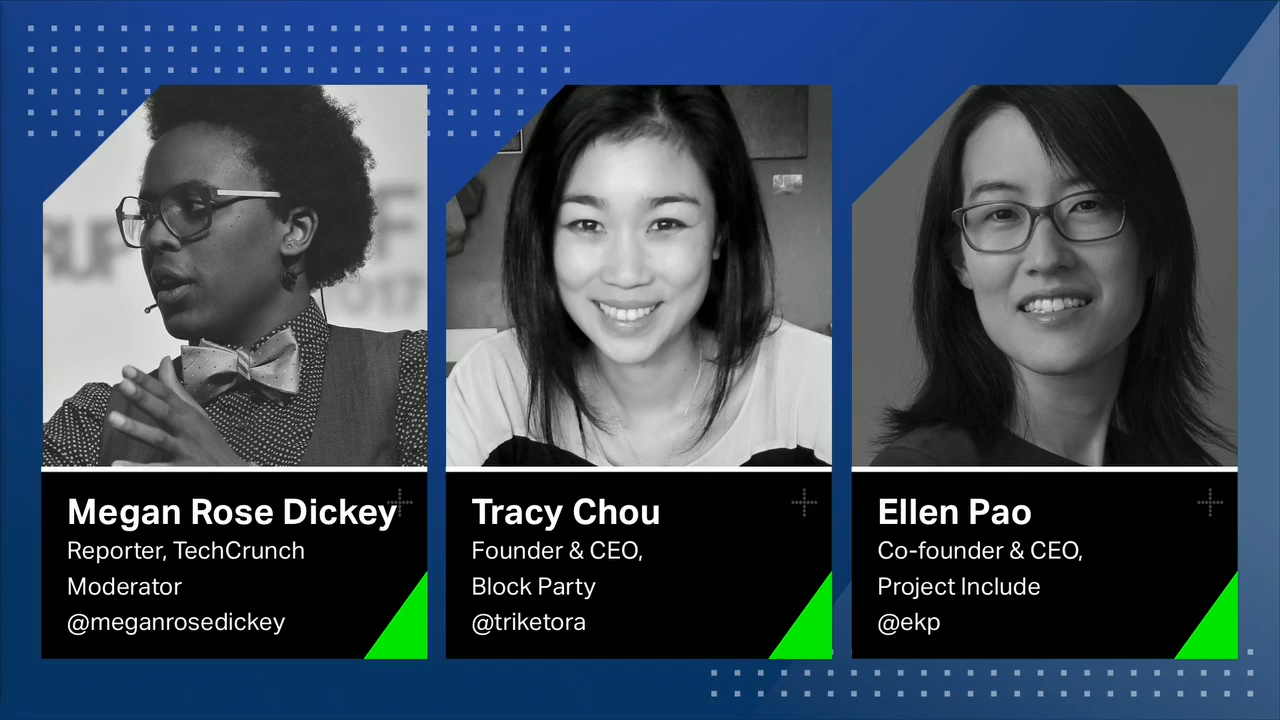 Megan Rose Dickey
Reporter, TechCrunch
Moderator
@meganrosedickey
Tracy Chou
Founder & CEO,
Block Party
@triketora
Ellen Pao
Co-founder & CEO,
Project Include
@ekp